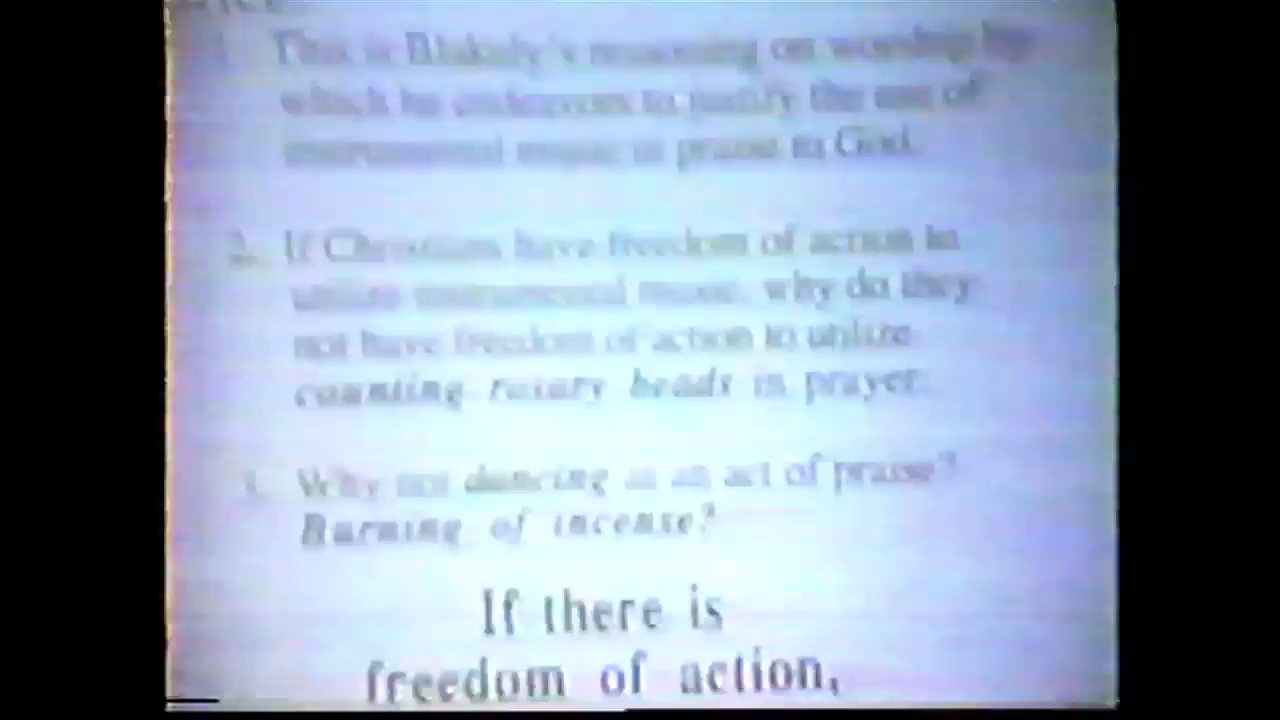 1. This is Blakely's reasoning on worship by
which he endeavors to justify the use of
instrumental music in praise to God.
2. If Christians have freedom of action to
utilize instrumental music, why do they
not have freedom of action to utilize
counting rosary beads in prayer.
3. Why not dancing as an act of praise?
Burning of incense?
If there is
freedom of action,